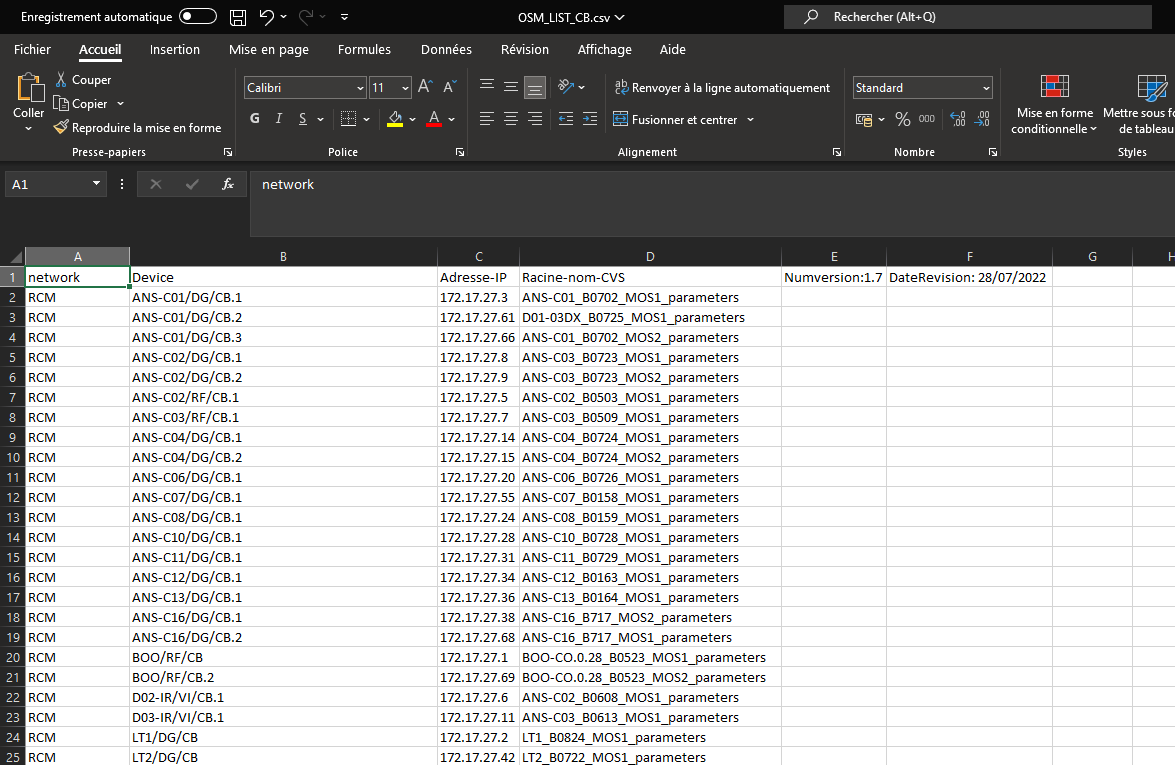 Enregistrement automatique OSM_LIST_CB.csv Rechercher (Alt+Q)
Fichier Accueil Insertion Mise en page Formules Données Révision Affichage Aide
Coller Couper
Copier
Reproduire la mise en forme
Presse-papiers
Calibri 11
G I S
Police
Renvoyer à la ligne automatiquement
Fusionner et centrer
Alignement
Standard
% 000
Nombre
Mise en forme
conditionnelle
Mettre sous fo
de tableau
Styles
A1 fx network
A B C D E F G H
1 network Device Adresse-IP Racine-nom-CVS Numversion:1.7 DateRevision: 28/07/2022
2 RCM ANS-C01/DG/CB.1 172.17.27.3 ANS-C01_B0702_MOS1_parameters
3 RCM ANS-C01/DG/CB.2 172.17.27.61 D01-03DX_B0725_MOS1_parameters
4 RCM ANS-C01/DG/CB.3 172.17.27.66 ANS-C01_B0702_MOS2_parameters
5 RCM ANS-C02/DG/CB.1 172.17.27.8 ANS-C03_B0723_MOS1_parameters
6 RCM ANS-C02/DG/CB.2 172.17.27.9 ANS-C03_B0723_MOS2_parameters
7 RCM ANS-C02/RF/CB.1 172.17.27.5 ANS-C02_B0503_MOS1_parameters
8 RCM ANS-C03/RF/CB.1 172.17.27.7 ANS-C03_B0509_MOS1_parameters
9 RCM ANS-C04/DG/CB.1 172.17.27.14 ANS-C04_B0724_MOS1_parameters
10 RCM ANS-C04/DG/CB.2 172.17.27.15 ANS-C04_B0724_MOS2_parameters
11 RCM ANS-C06/DG/CB.1 172.17.27.20 ANS-C06_B0726_MOS1_parameters
12 RCM ANS-C07/DG/CB.1 172.17.27.55 ANS-C07_B0158_MOS1_parameters
13 RCM ANS-C08/DG/CB.1 172.17.27.24 ANS-C08_B0159_MOS1_parameters
14 RCM ANS-C10/DG/CB.1 172.17.27.28 ANS-C10_B0728_MOS1_parameters
15 RCM ANS-C11/DG/CB.1 172.17.27.31 ANS-C11_B0729_MOS1_parameters
16 RCM ANS-C12/DG/CB.1 172.17.27.34 ANS-C12_B0163_MOS1_parameters
17 RCM ANS-C13/DG/CB.1 172.17.27.36 ANS-C13_B0164_MOS1_parameters
18 RCM ANS-C16/DG/CB.1 172.17.27.38 ANS-C16_B717_MOS2_parameters
19 RCM ANS-C16/DG/CB.2 172.17.27.68 ANS-C16_B717_MOS1_parameters
20 RCM BOO/RF/CB 172.17.27.1 BOO-CO.0.28_B0523_MOS1_parameters
21 RCM BOO/RF/CB.2 172.17.27.69 BOO-CO.0.28_B0523_MOS2_parameters
22 RCM D02-IR/VI/CB.1 172.17.27.6 ANS-C02_B0608_MOS1_parameters
23 RCM D03-IR/VI/CB.1 172.17.27.11 ANS-C03_B0613_MOS1_parameters
24 RCM LT1/DG/CB 172.17.27.2 LT1_B0824_MOS1_parameters
25 RCM LT2/DG/CB 172.17.27.42 LT2_B0722_MOS1_parameters